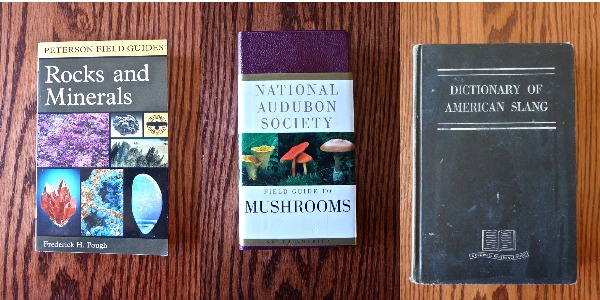 PETERSON FIELD GUIDES
Rocks and
Minerals
Frederick H. Pough
NATIONAL
AUDUBON
SOCIETY
FIELD GUIDE TO
MUSHROOMS
DICTIONARY OF
AMERICAN SLANG